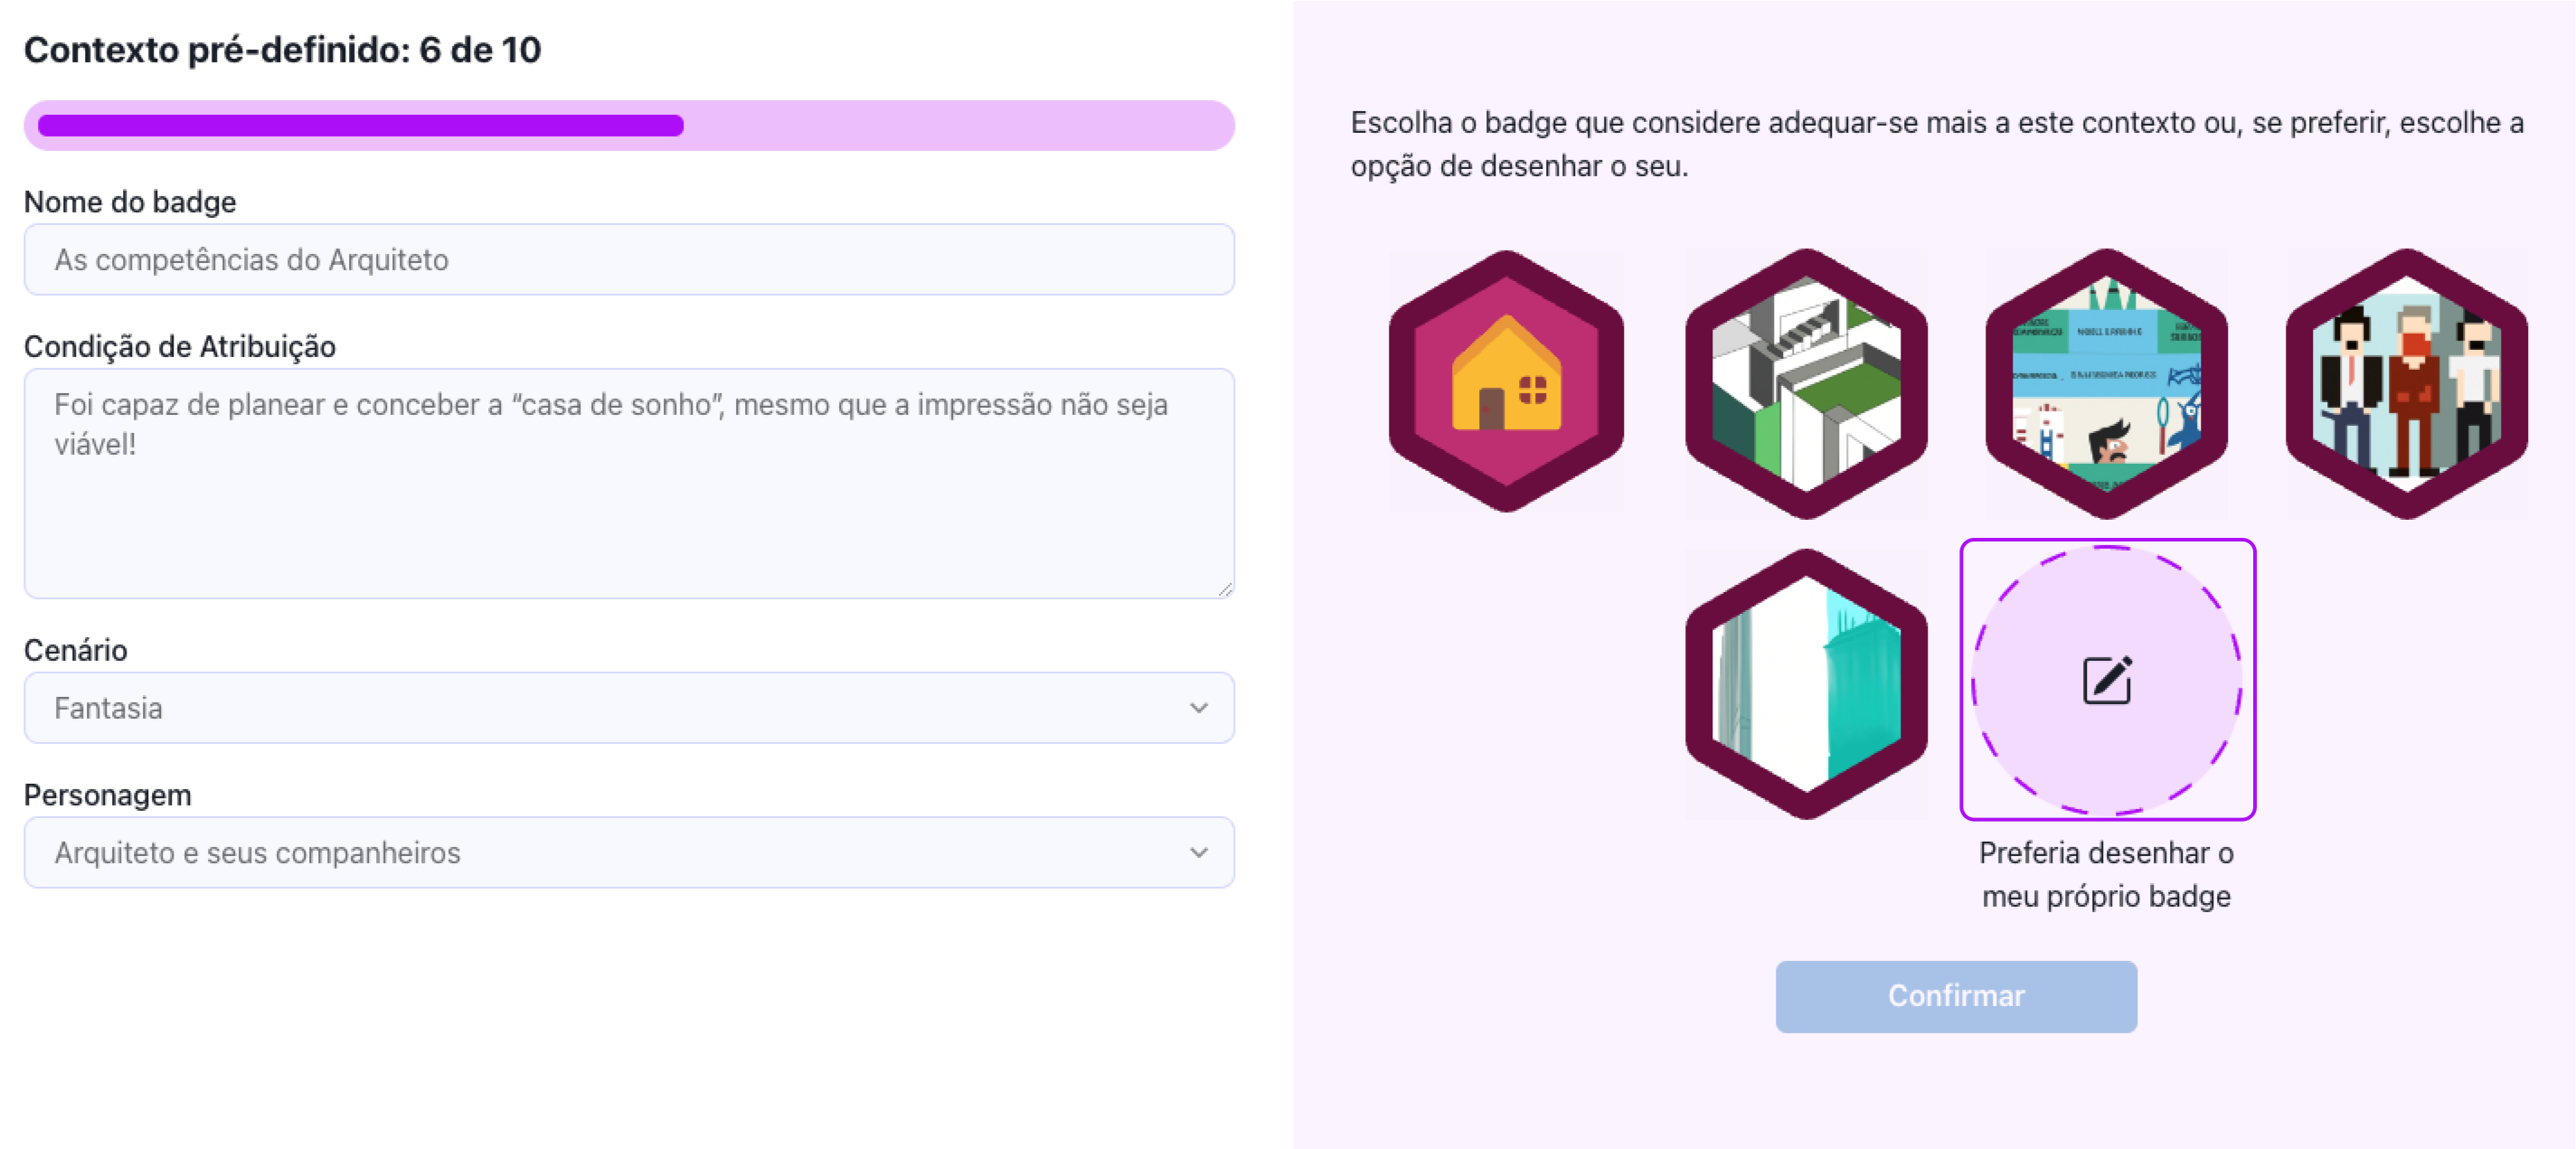 Contexto pré-definido: 6 de 10
Nome do badge
As competências do Arquiteto
Condição de Atribuição
Foi capaz de planear e conceber a “casa de sonho”, mesmo que a impressão não seja
viável!
Cenário
Fantasia
Personagem
Arquiteto e seus companheiros
Escolha o badge que considere adequar-se mais a este contexto ou, se preferir, escolhe a
opção de desenhar o seu.
Preferia desenhar o
meu próprio badge
Confirmar